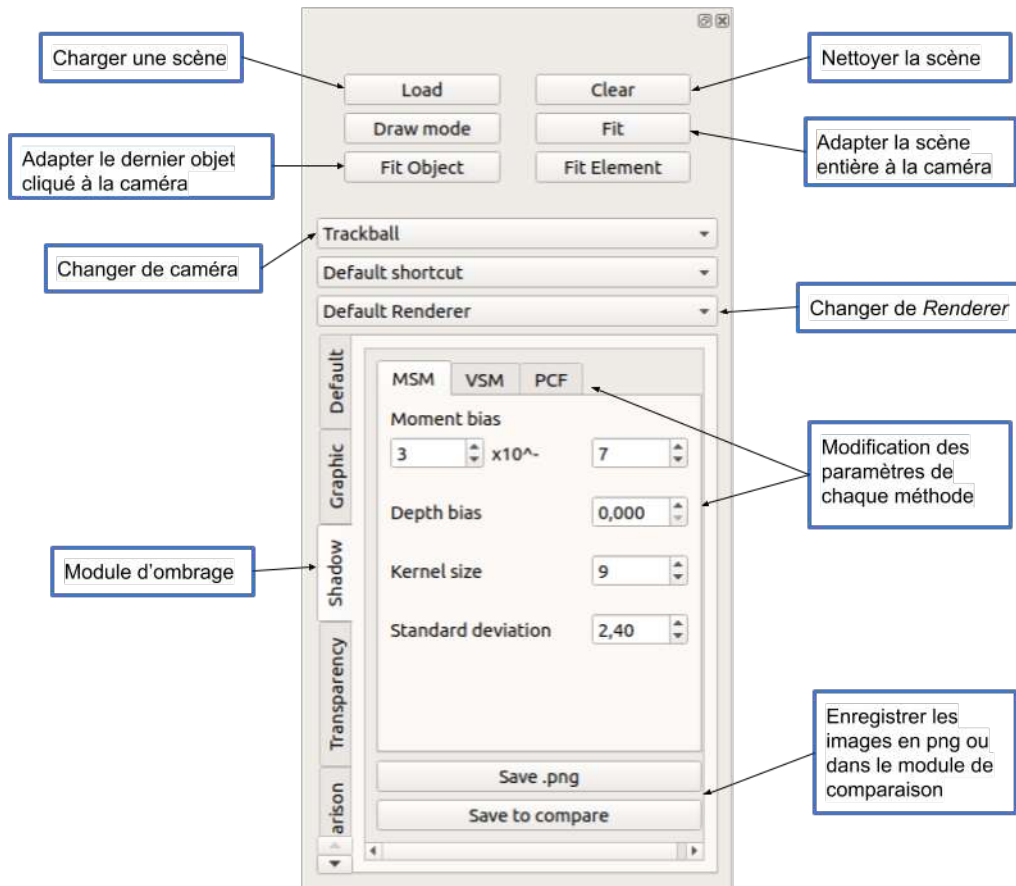 Charger une scène
Nettoyer la scène
Load
Clear
Draw mode
Fit
Adapter le dernier objet
cliqué à la caméra
Adapter la scène
entière à la caméra
Fit Object
Fit Element
Trackball
Changer de caméra
Default shortcut
Default Renderer
Changer de Renderer
Default
Graphic
Shadow
Transparency
arison
MSM
VSM
PCF
Moment bias
3
x10^-
7
Modification des
paramètres de
chaque méthode
Depth bias
0,000
Module d'ombrage
Kernel size
9
Standard deviation
2,40
Enregistrer les
images en png ou
dans le module de
comparaison
Save .png
Save to compare